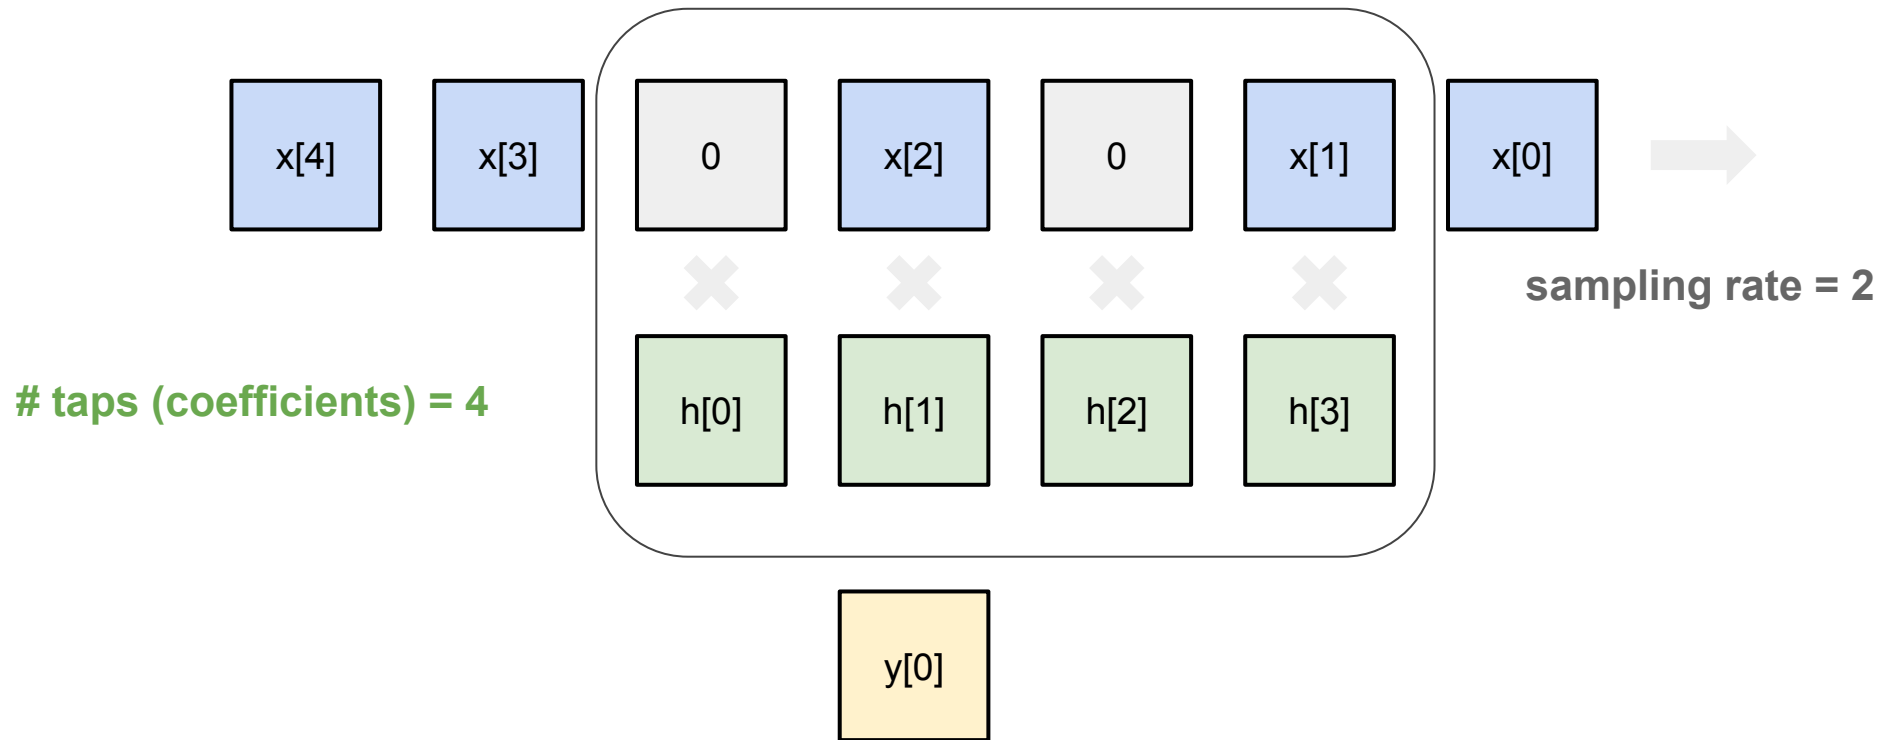 x[4] x[3] 0 x[2] 0 x[1] x[0]
sampling rate = 2
# taps (coefficients) = 4
h[0] h[1] h[2] h[3]
y[0]